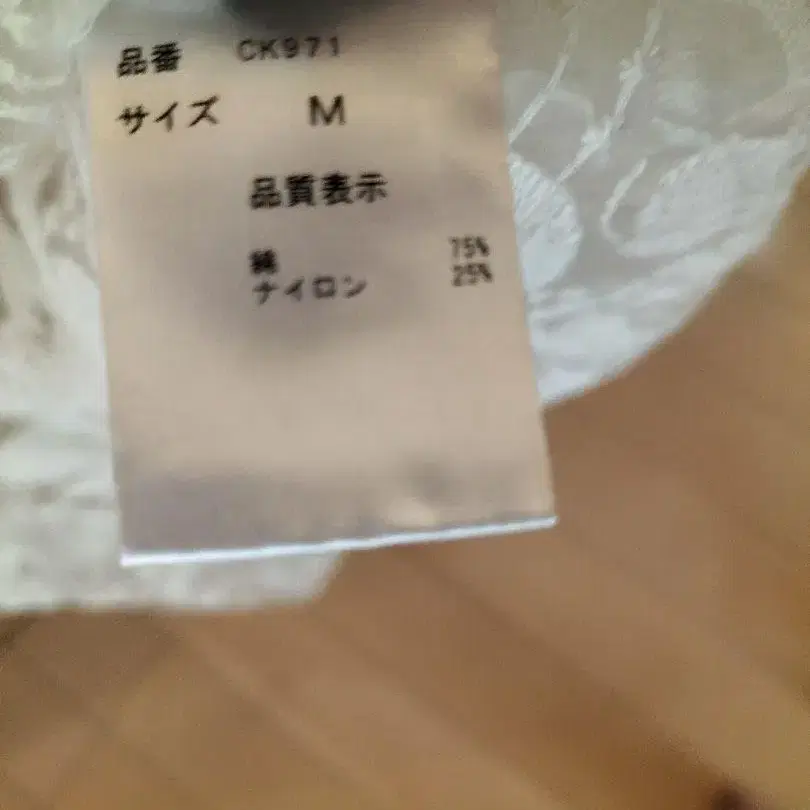 品番 CK971
サイズ M
品質表示
綿 75%
ナイロン 25%